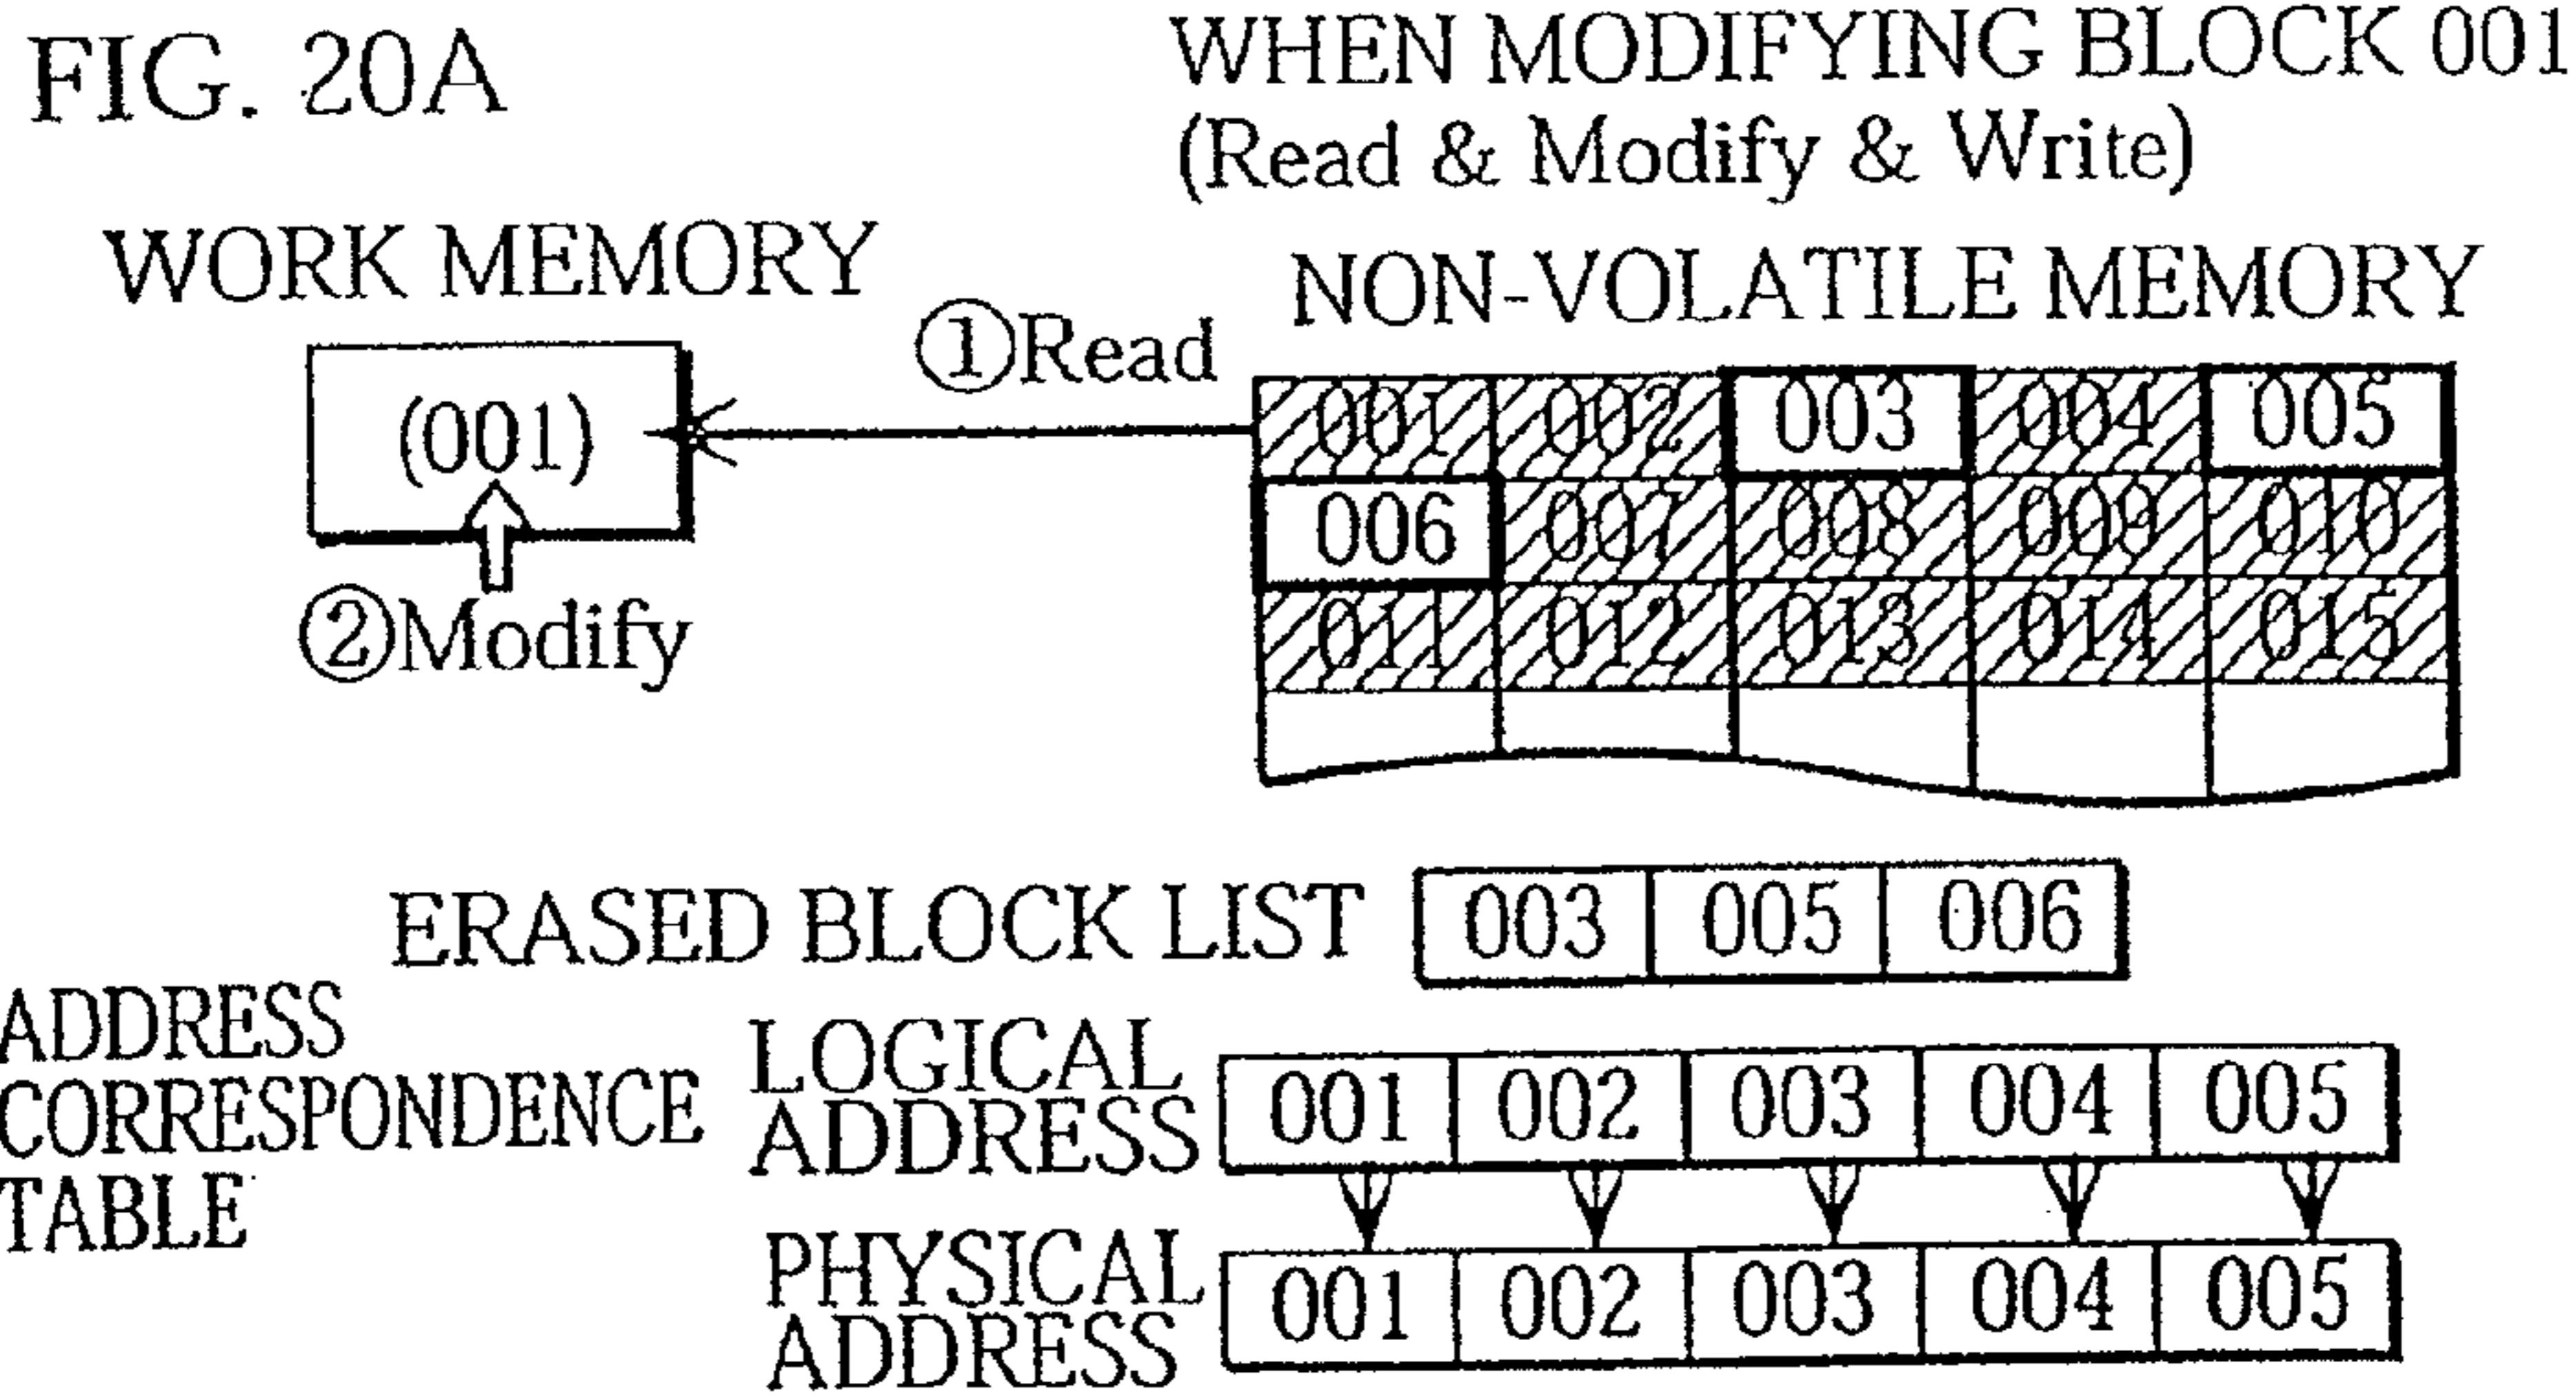 FIG. 20A
WHEN MODIFYING BLOCK 001
(Read & Modify & Write)
WORK MEMORY
NON-VOLATILE MEMORY
①Read
(001)
②Modify
001 002 003 004 005
006 007 008 009 010
011 012 013 014 015
ERASED BLOCK LIST 003 005 006
ADDRESS
CORRESPONDENCE
TABLE
LOGICAL
ADDRESS
001 002 003 004 005
PHYSICAL
ADDRESS
001 002 003 004 005